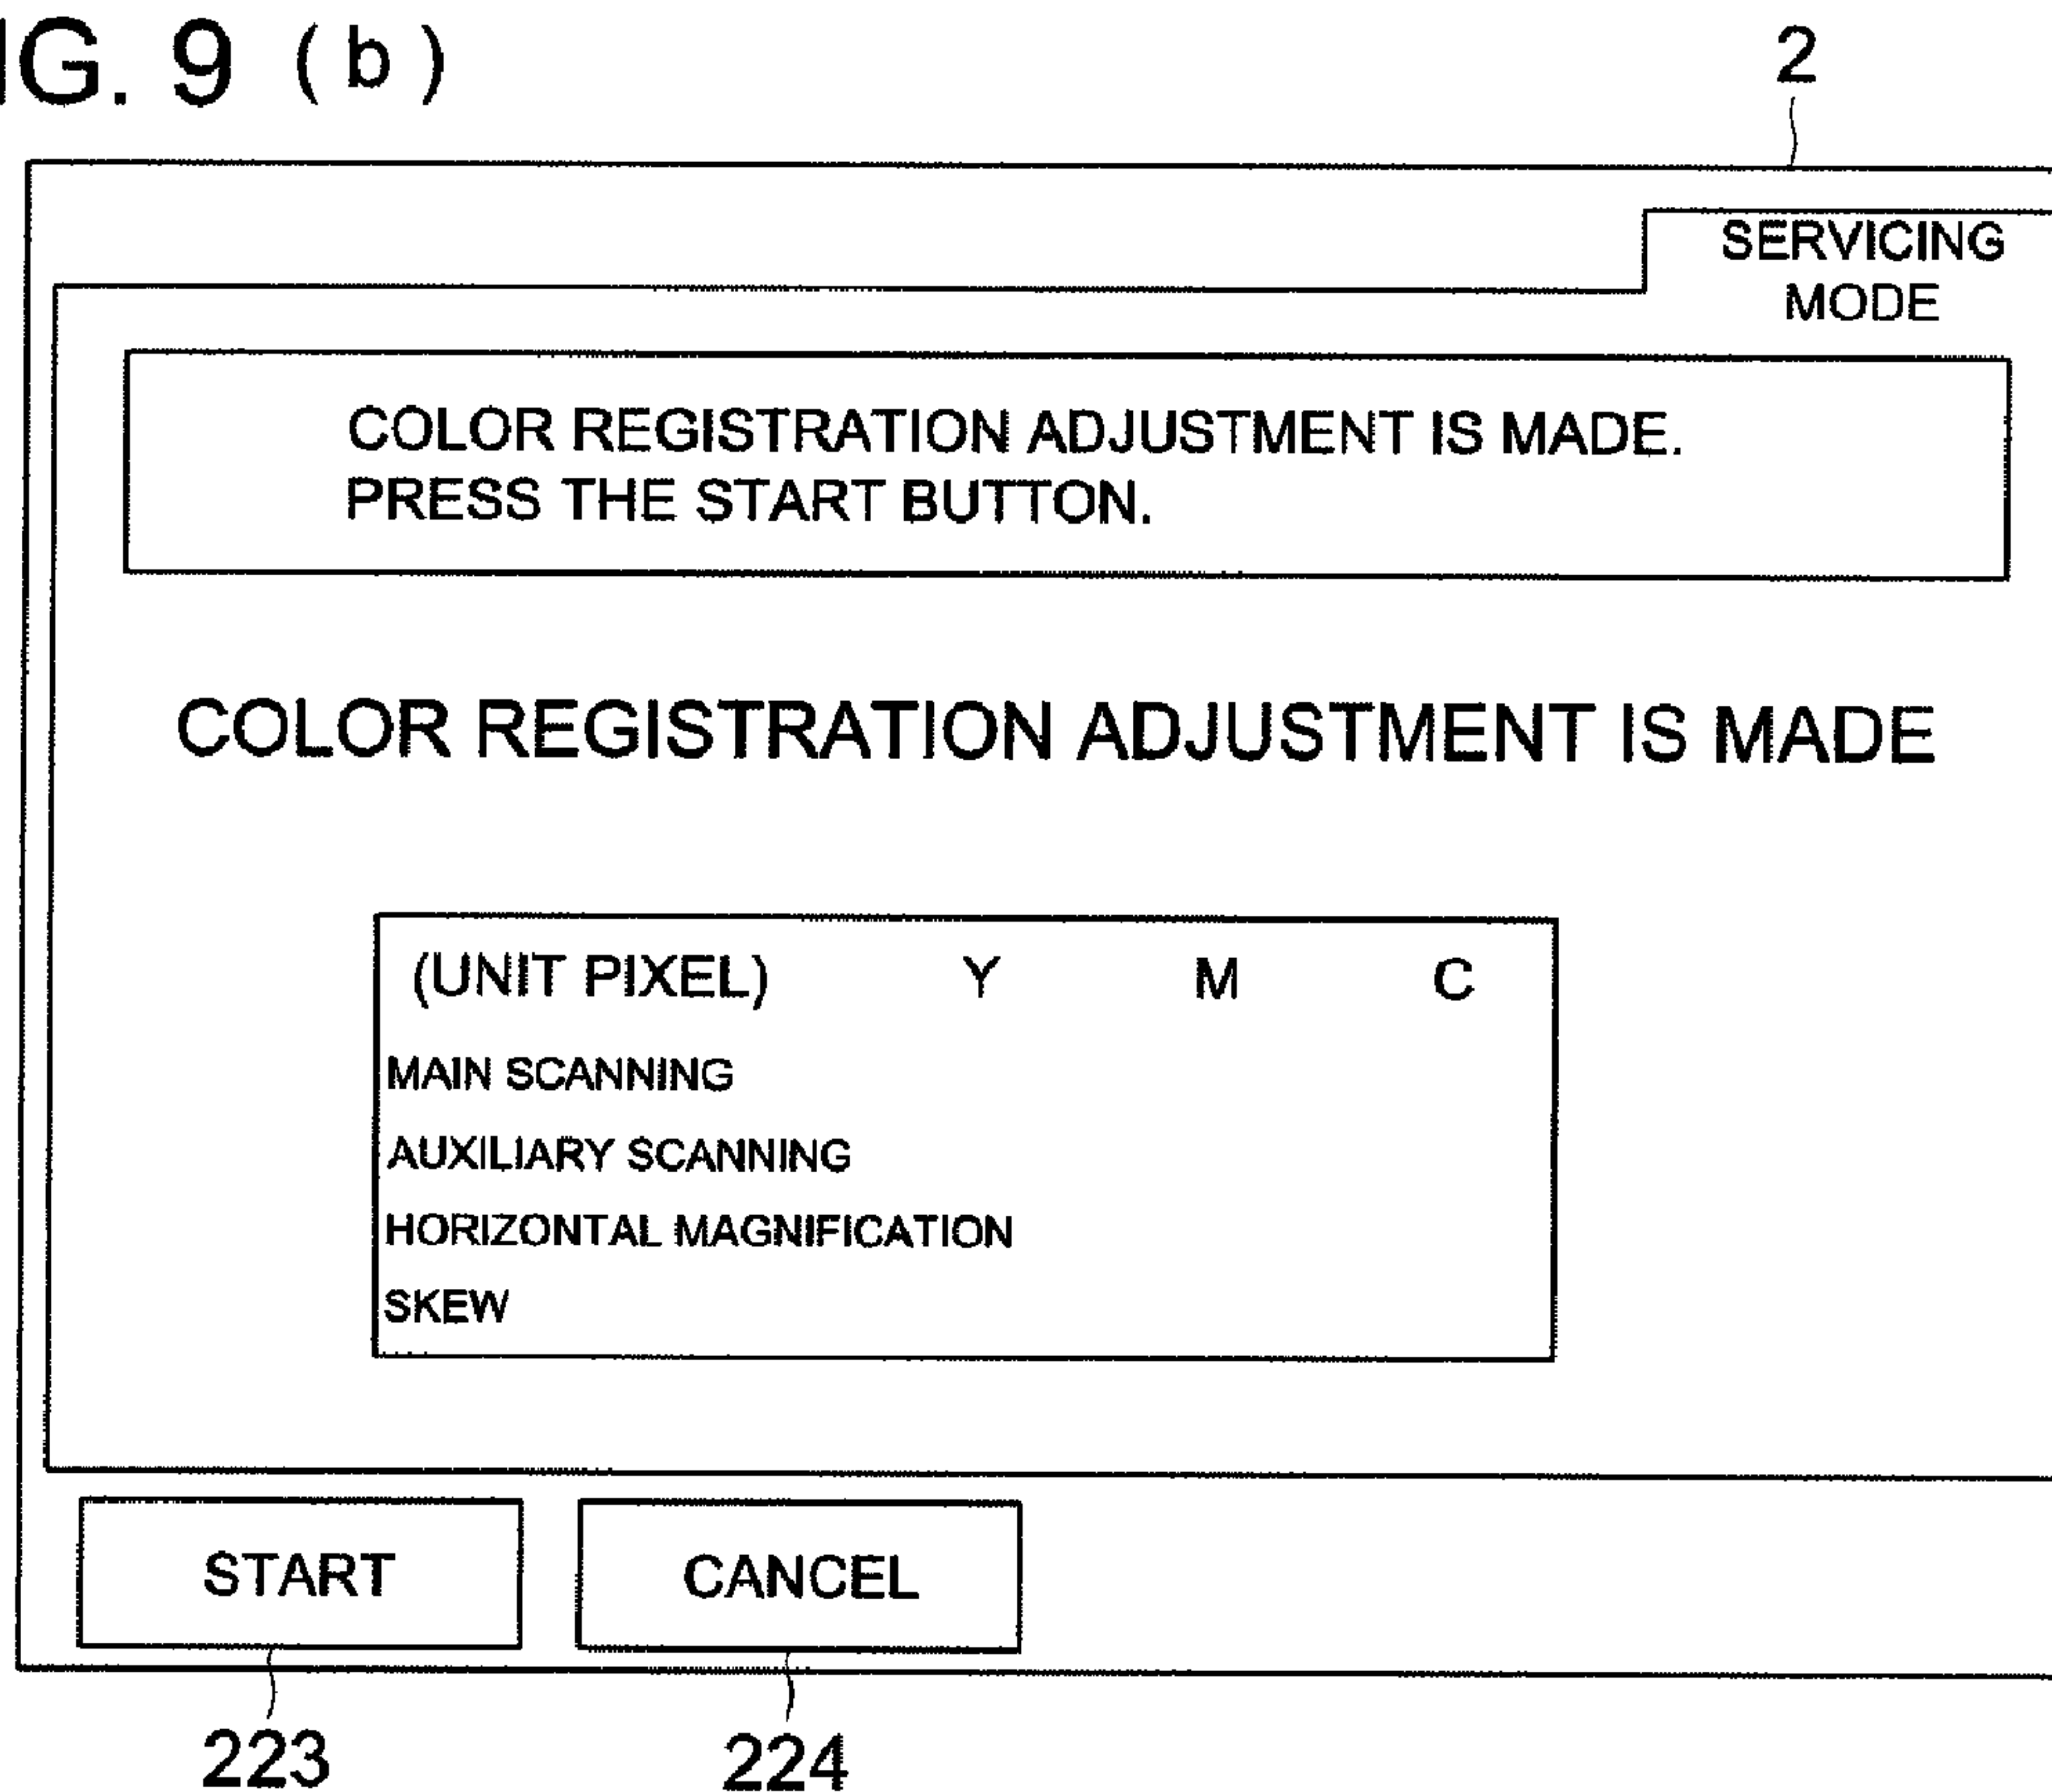 IG. 9 (b)
2
SERVICING
MODE
COLOR REGISTRATION ADJUSTMENT IS MADE.
PRESS THE START BUTTON.
COLOR REGISTRATION ADJUSTMENT IS MADE
(UNIT PIXEL) Y M C
MAIN SCANNING
AUXILIARY SCANNING
HORIZONTAL MAGNIFICATION
SKEW
START CANCEL
223 224